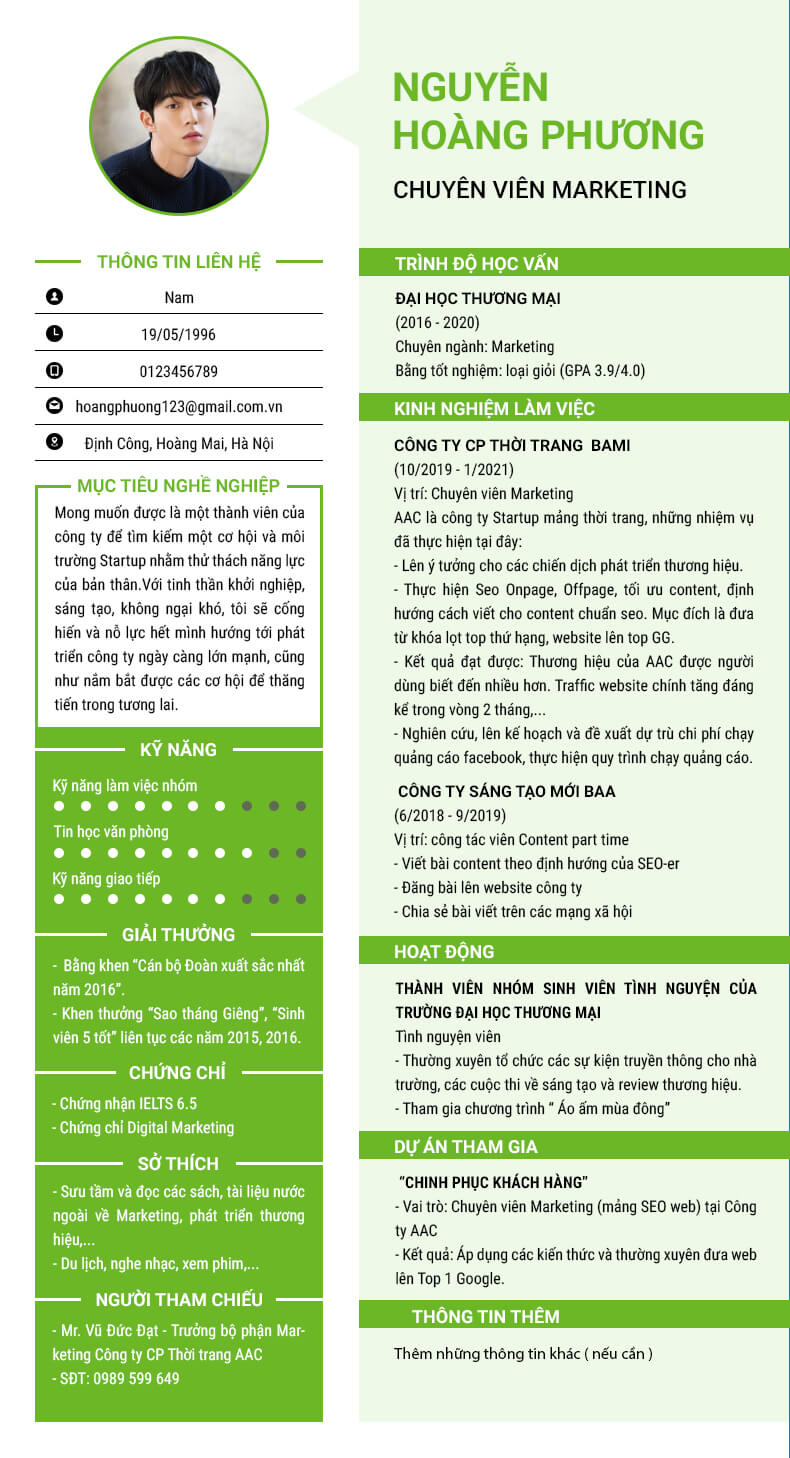 NGUYỄN
HOÀNG PHƯƠNG
CHUYÊN VIÊN MARKETING
THÔNG TIN LIÊN HỆ
Nam
19/05/1996
0123456789
hoangphuong123@gmail.com.vn
Định Công, Hoàng Mai, Hà Nội
MỤC TIÊU NGHỀ NGHIỆP
Mong muốn được là một thành viên của
công ty để tìm kiếm một cơ hội và môi
trường Startup nhằm thử thách năng lực
của bản thân.Với tinh thần khởi nghiệp,
sáng tạo, không ngại khó, tôi sẽ cống
hiến và nỗ lực hết mình hướng tới phát
triển công ty ngày càng lớn mạnh, cũng
như nắm bắt được các cơ hội để thăng
tiến trong tương lai.
KỸ NĂNG
Kỹ năng làm việc nhóm
Tin học văn phòng
Kỹ năng giao tiếp
GIẢI THƯỞNG
- Bằng khen “Cán bộ Đoàn xuất sắc nhất
năm 2016”.
- Khen thưởng “Sao tháng Giêng”, “Sinh
viên 5 tốt” liên tục các năm 2015, 2016.
CHỨNG CHỈ
- Chứng nhận IELTS 6.5
- Chứng chỉ Digital Marketing
SỞ THÍCH
- Sưu tầm và đọc các sách, tài liệu nước
ngoài về Marketing, phát triển thương
hiệu,...
- Du lịch, nghe nhạc, xem phim,...
NGƯỜI THAM CHIẾU
- Mr. Vũ Đức Đạt - Trưởng bộ phận Mar-
keting Công ty CP Thời trang AAC
- SĐT: 0989 599 649
TRÌNH ĐỘ HỌC VẤN
ĐẠI HỌC THƯƠNG MẠI
(2016 - 2020)
Chuyên ngành: Marketing
Bằng tốt nghiệm: loại giỏi (GPA 3.9/4.0)
KINH NGHIỆM LÀM VIỆC
CÔNG TY CP THỜI TRANG BAMI
(10/2019 - 1/2021)
Vị trí: Chuyên viên Marketing
AAC là công ty Startup mảng thời trang, những nhiệm vụ
đã thực hiện tại đây:
- Lên ý tưởng cho các chiến dịch phát triển thương hiệu.
- Thực hiện Seo Onpage, Offpage, tối ưu content, định
hướng cách viết cho content chuẩn seo. Mục đích là đưa
từ khóa lọt top thứ hạng, website lên top GG.
- Kết quả đạt được: Thương hiệu của AAC được người
dùng biết đến nhiều hơn. Traffic website chính tăng đáng
kể trong vòng 2 tháng,...
- Nghiên cứu, lên kế hoạch và đề xuất dự trù chi phí chạy
quảng cáo facebook, thực hiện quy trình chạy quảng cáo.
CÔNG TY SÁNG TẠO MỚI BAA
(6/2018 - 9/2019)
Vị trí: công tác viên Content part time
- Viết bài content theo định hướng của SEO-er
- Đăng bài lên website công ty
- Chia sẻ bài viết trên các mạng xã hội
HOẠT ĐỘNG
THÀNH VIÊN NHÓM SINH VIÊN TÌNH NGUYỆN CỦA
TRƯỜNG ĐẠI HỌC THƯƠNG MẠI
Tình nguyện viên
- Thường xuyên tổ chức các sự kiện truyền thông cho nhà
trường, các cuộc thi về sáng tạo và review thương hiệu.
- Tham gia chương trình “ Áo ấm mùa đông”
DỰ ÁN THAM GIA
“CHINH PHỤC KHÁCH HÀNG”
- Vai trò: Chuyên viên Marketing (mảng SEO web) tại Công
ty AAC
- Kết quả: Áp dụng các kiến thức và thường xuyên đưa web
lên Top 1 Google.
THÔNG TIN THÊM
Thêm những thông tin khác ( nếu cần )